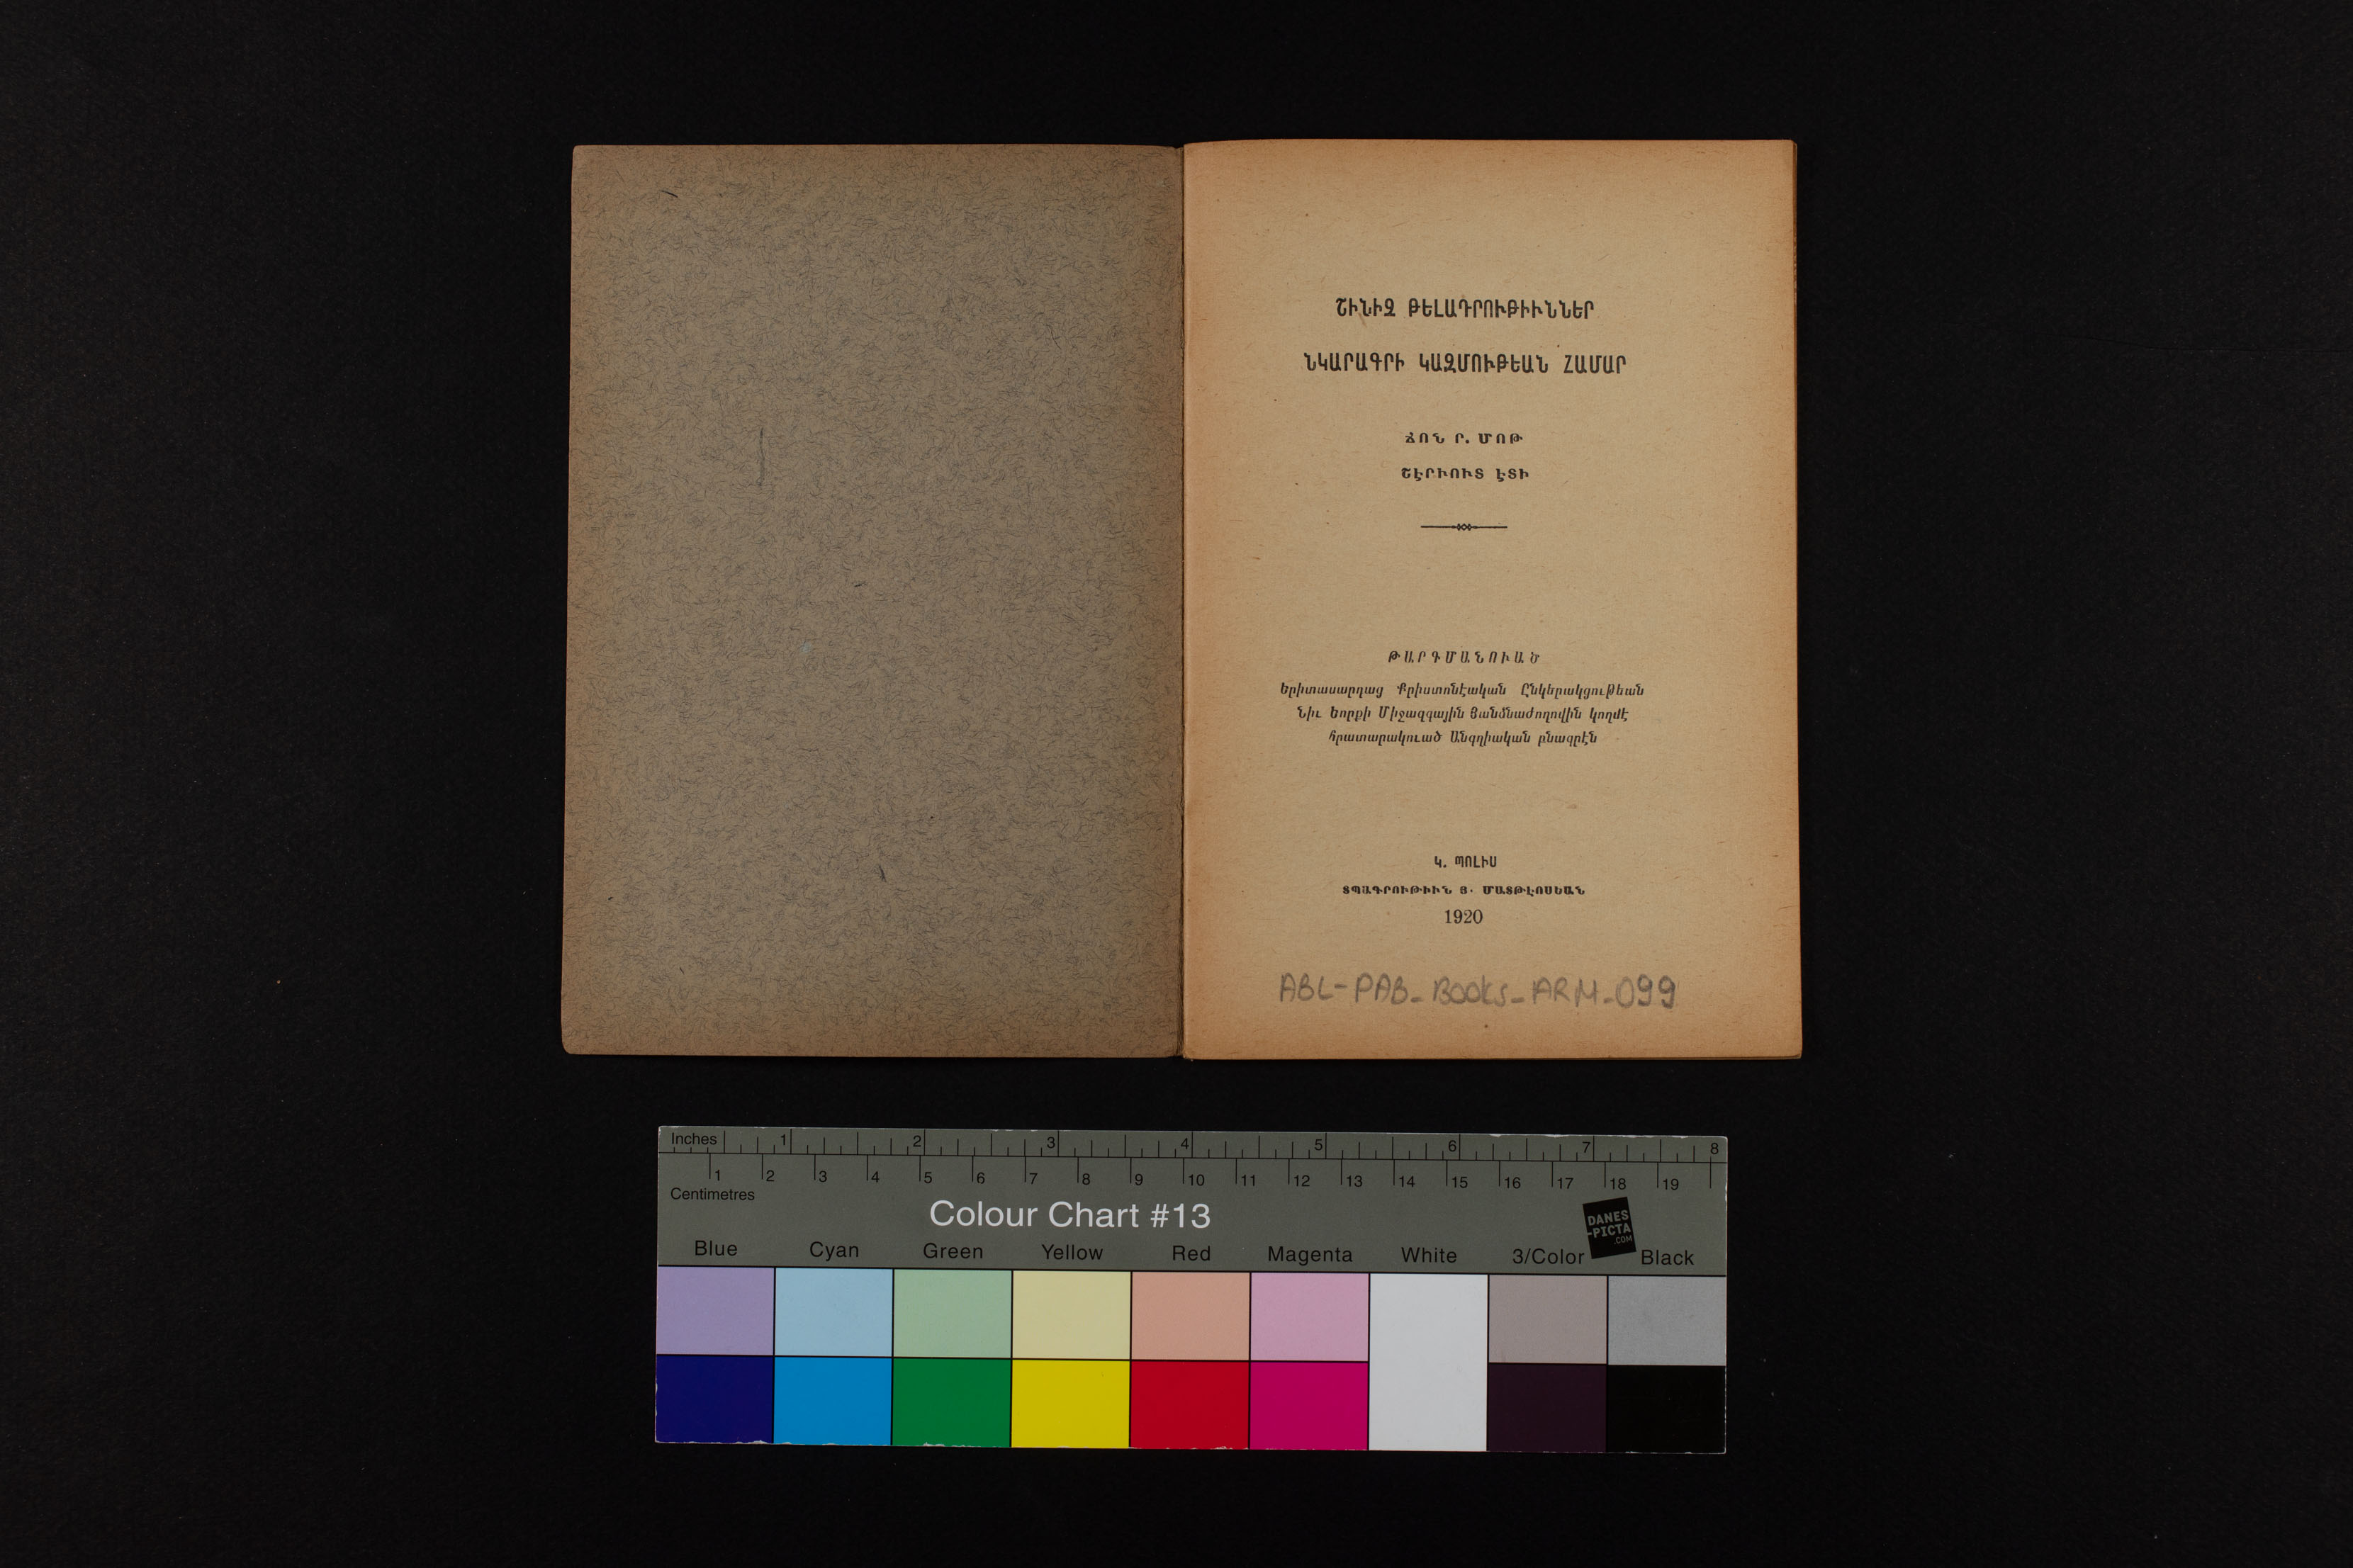 ՇԻՆԻՉ ԹԵԼԱԴՐՈՒԹԻՒՆՆԵՐ
ՆԿԱՐԱԳՐԻ ԿԱԶՄՈՒԹԵԱՆ ՀԱՄԱՐ
ՃՈՆ Ր. ՄՈԹ
ՇԷՐՒՈՒՏ ԷՏԻ
ԹԱՐԳՄԱՆՈՒԱԾ
Երիտասարդաց Քրիստոնէական Ընկերակցութեան
Նիւ Եորքի Միջազգային Յանձնաժողովին կողմէ
հրատարակուած Անգղիական բնագրէն
Կ. ՊՈԼԻՍ
ՏՊԱԳՐՈՒԹԻՒՆ Յ. ՄԱՏԹԷՈՍԵԱՆ
1920
ABL-PAB-BOOKS-ARM-099
Inches 1 2 3 4 5 6 7 8
1 2 3 4 5 6 7 8 9 10 11 12 13 14 15 16 17 18 19
Centimetres
Colour Chart #13
DANES
-PICTA
.COM
Blue Cyan Green Yellow Red Magenta White 3/Color Black